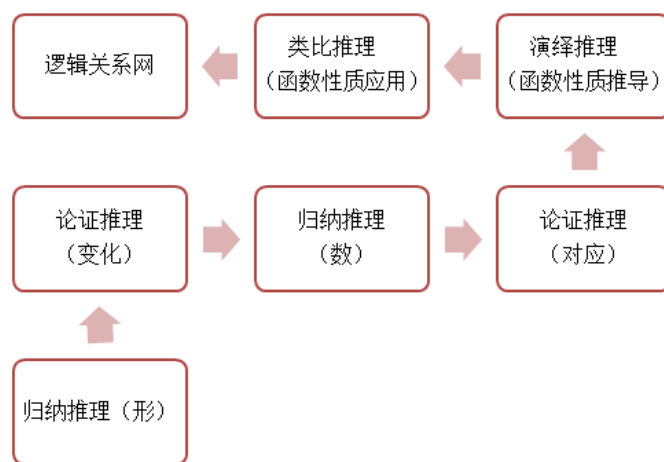 逻辑关系网
类比推理
（函数性质应用）
演绎推理
（函数性质推导）
论证推理
（变化）
归纳推理
（数）
论证推理
（对应）
归纳推理（形）